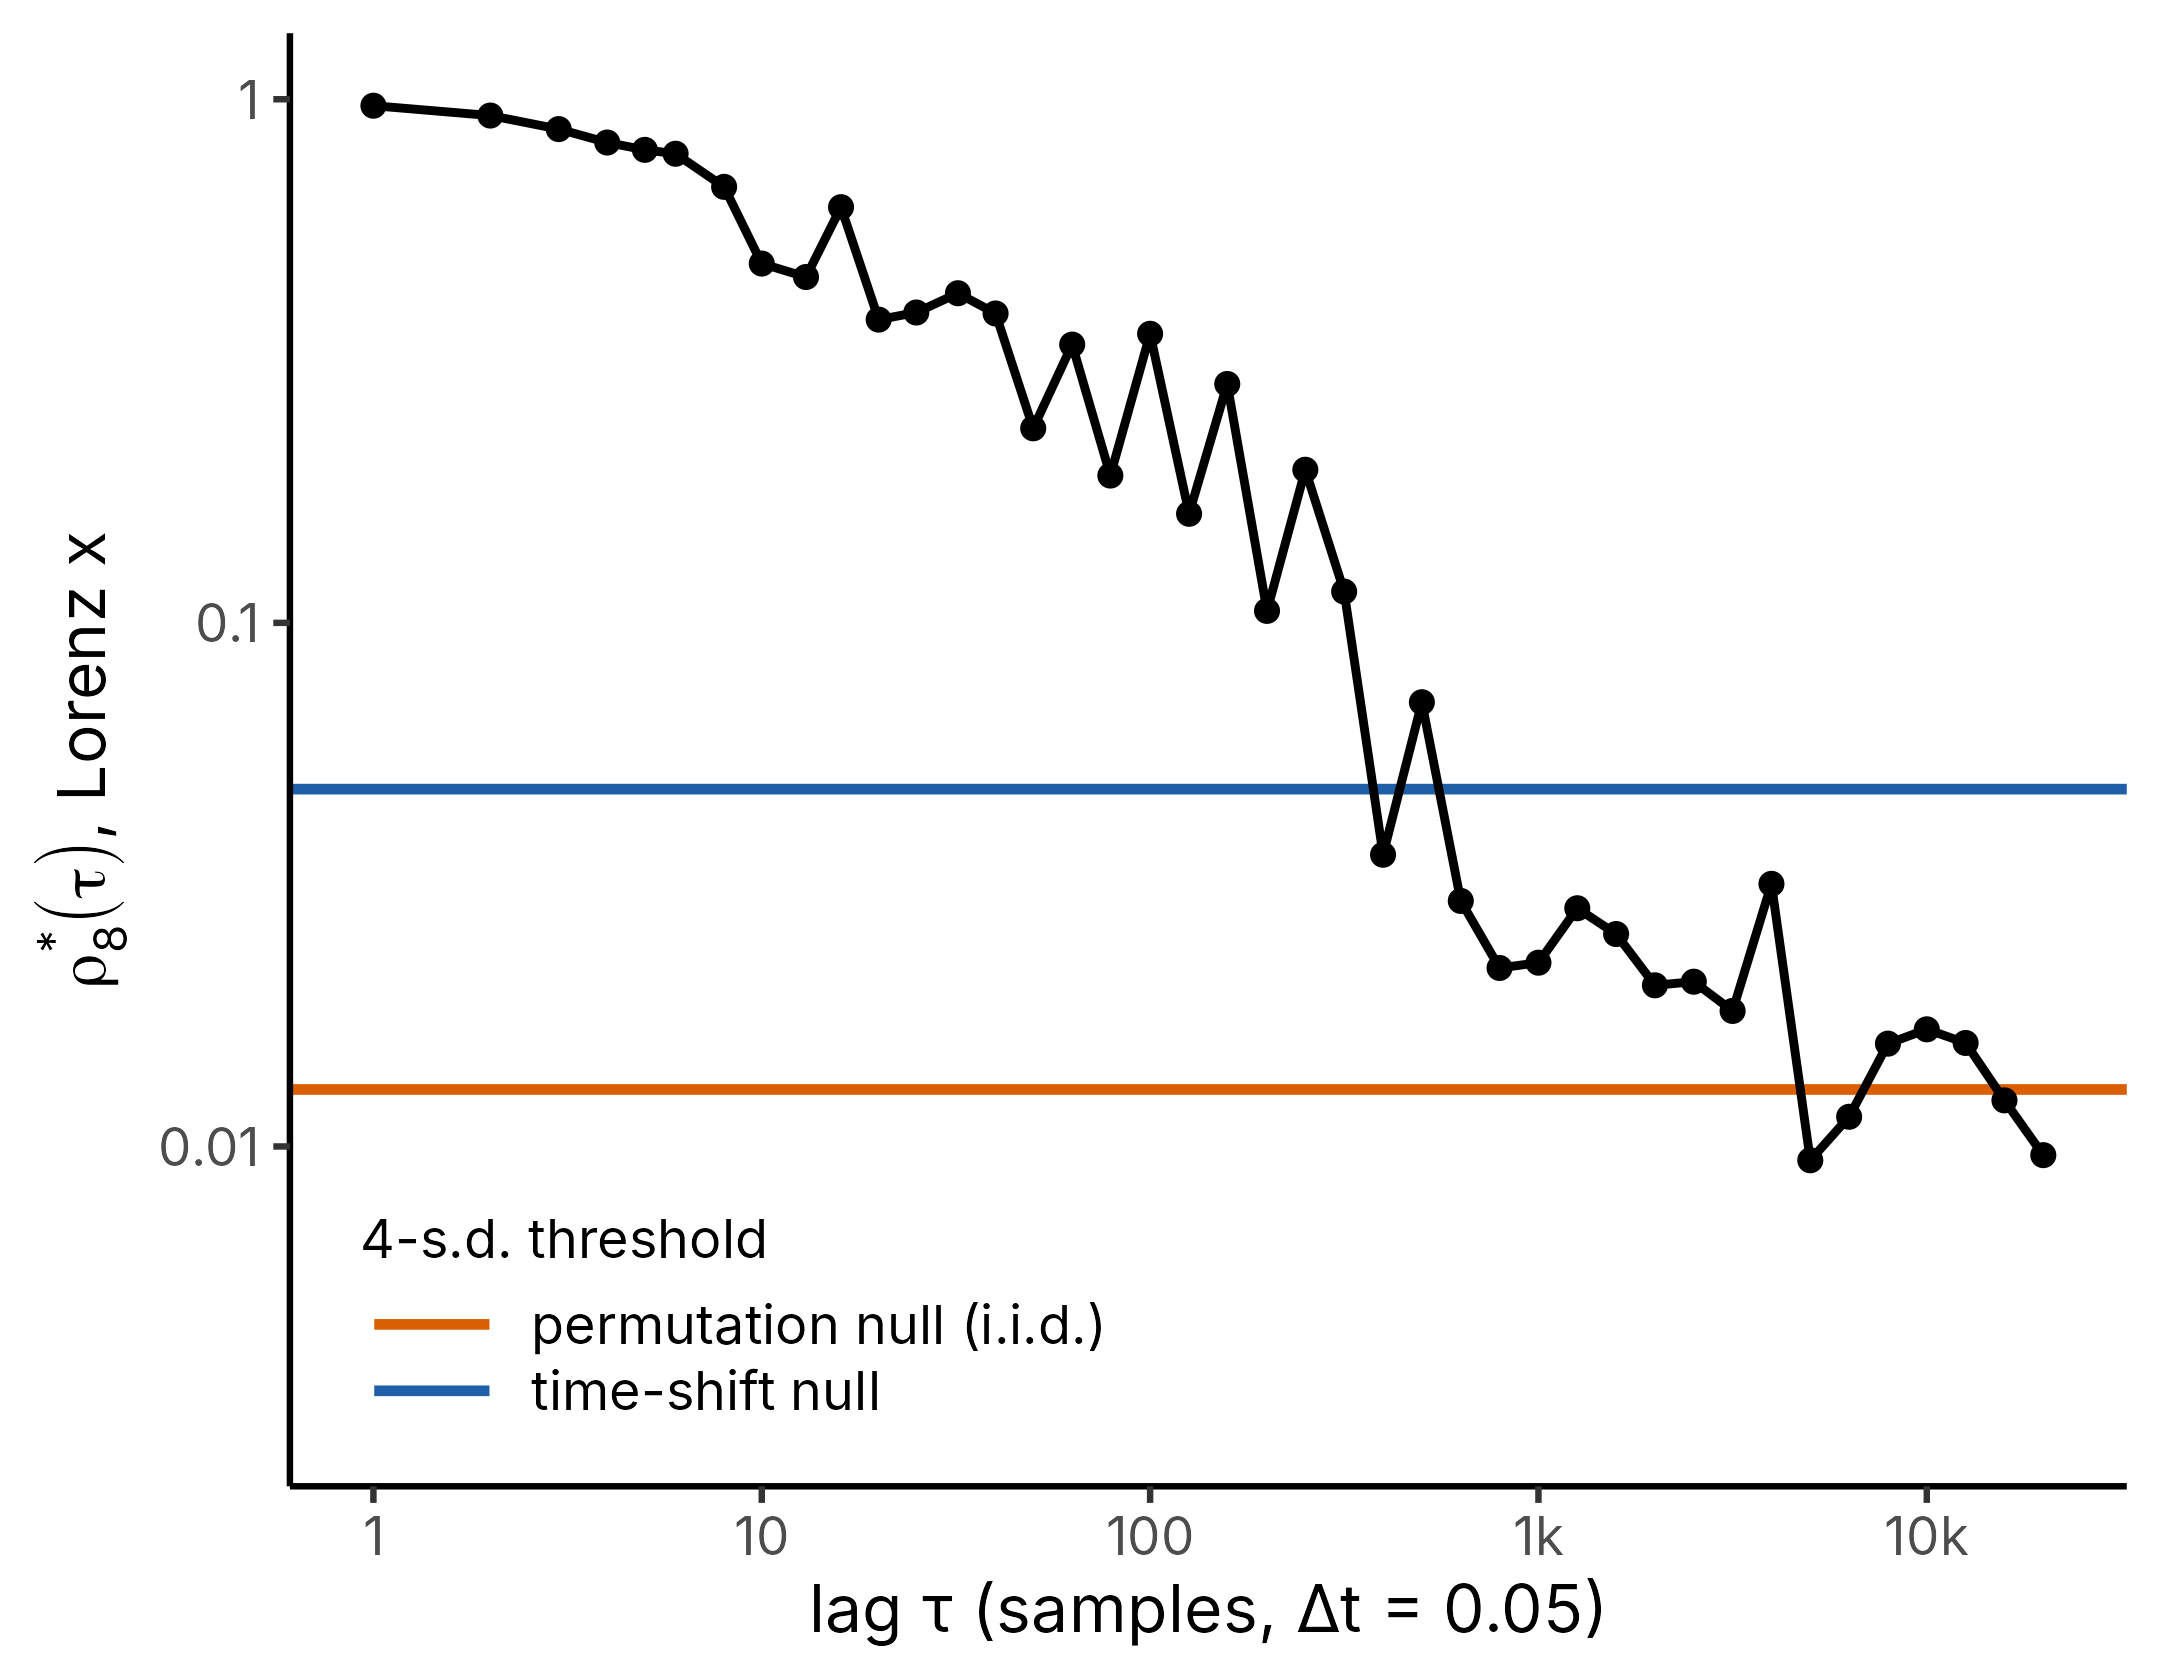 ρ*8(τ), Lorenz x
1
0.1
0.01
4-s.d. threshold
permutation null (i.i.d.)
time-shift null
1 10 100 1k 10k
lag τ (samples, Δt = 0.05)